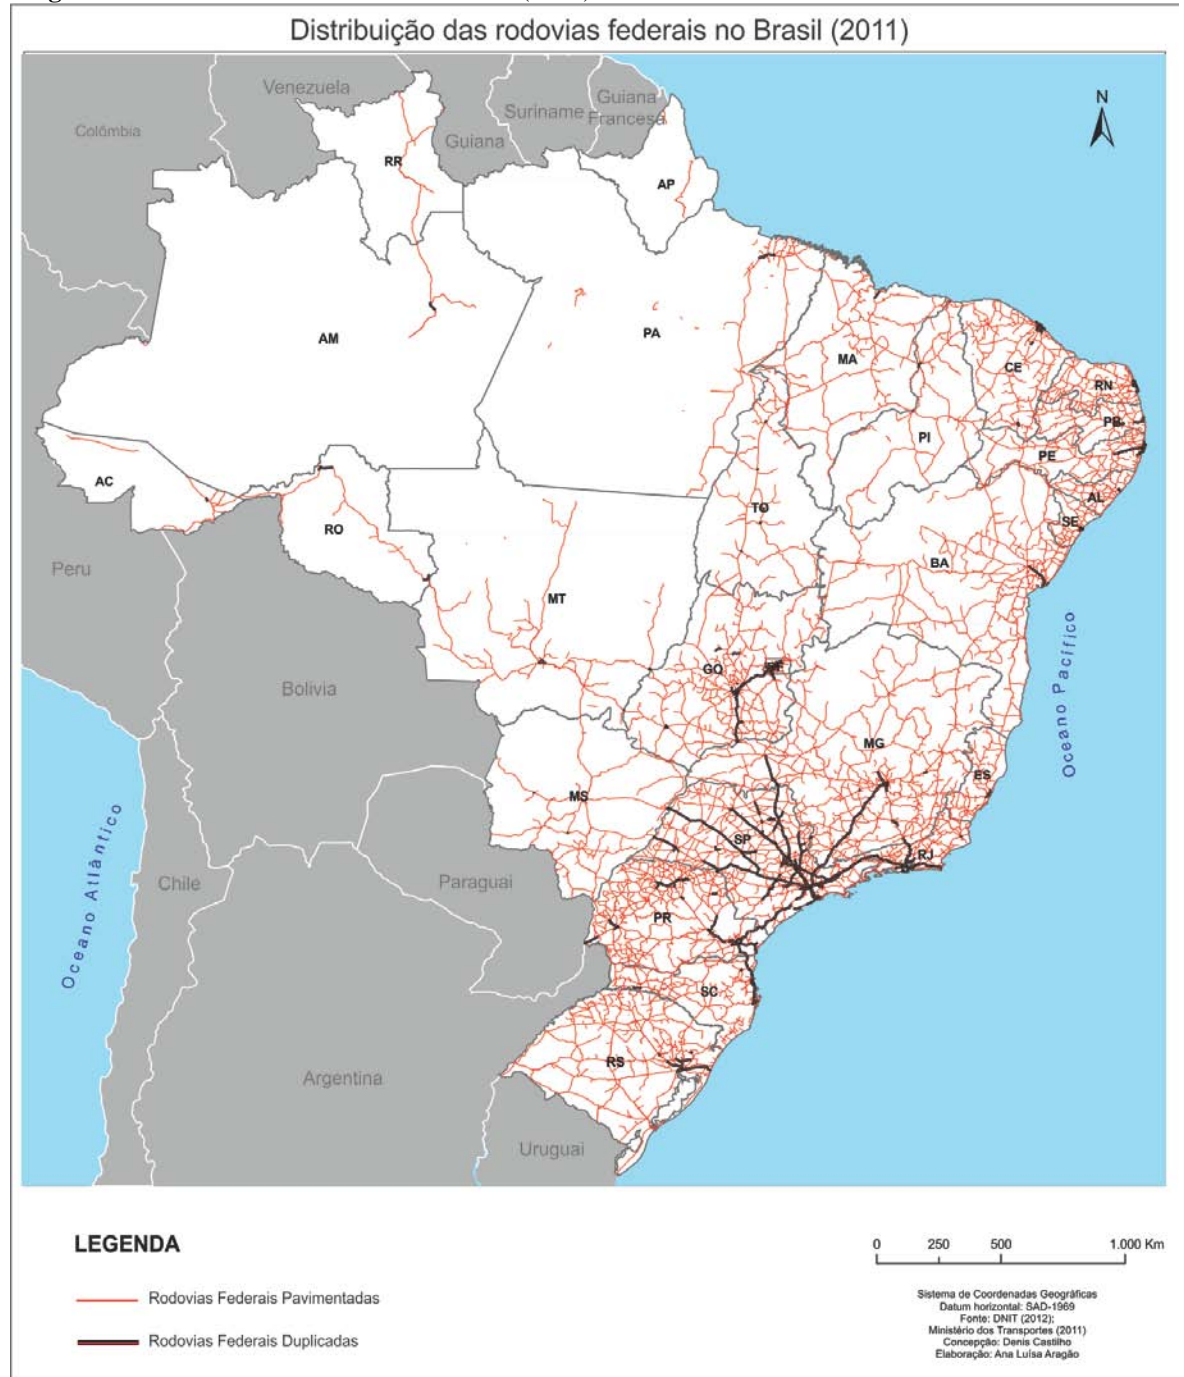 Distribuição das rodovias federais no Brasil (2011)
N
Venezuela
Colômbia
Suriname
Guiana
Francesa
Guiana
RR
AP
AM
PA
MA
CE
RN
PB
PI
PE
AC
AL
TO
SE
RO
BA
Peru
MT
Oceano Pacífico
GO
DF
Bolivia
MG
ES
MS
SP
RJ
Oceano Atlântico
Chile
Paraguai
PR
SC
RS
Argentina
Uruguai
LEGENDA
0 250 500 1.000 Km
Rodovias Federais Pavimentadas
Rodovias Federais Duplicadas
Sistema de Coordenadas Geográficas
Datum horizontal: SAD-1969
Fonte: DNIT (2012);
Ministério dos Transportes (2011)
Concepção: Denis Castilho
Elaboração: Ana Luísa Aragão